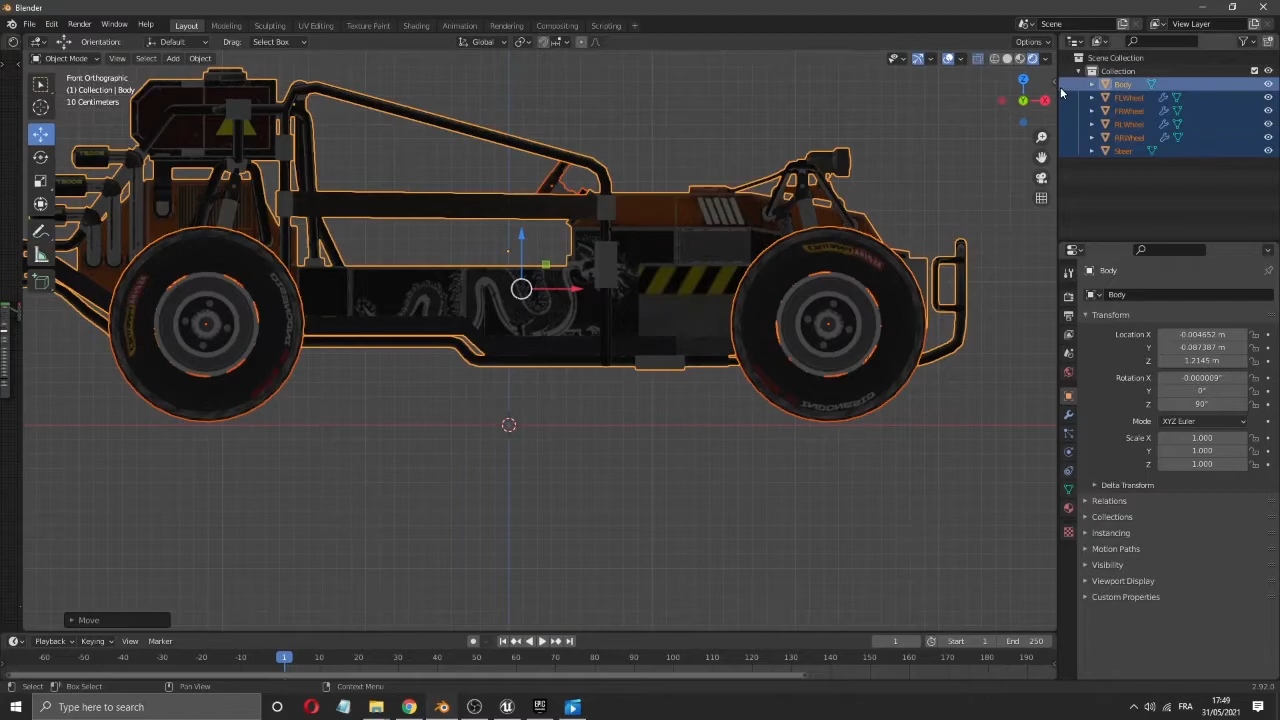 Blender
File Edit Render Window Help Layout Modeling Sculpting UV Editing Texture Paint Shading Animation Rendering Compositing Scripting + Scene View Layer
Orientation: Default Drag: Select Box Global Options
Object Mode View Select Add Object
Front Orthographic
(1) Collection | Body
10 Centimeters
Z
Y
X
Scene Collection
Collection
Body
FLWheel
FRWheel
RLWheel
RRWheel
Steer
Body
Body
Transform
Location X -0.004652 m
Y -0.087387 m
Z 1.2145 m
Rotation X -0.000009°
Y 0°
Z 90°
Mode XYZ Euler
Scale X 1.000
Y 1.000
Z 1.000
Delta Transform
Relations
Collections
Instancing
Motion Paths
Visibility
Viewport Display
Custom Properties
Move
Playback Keying View Marker 1 Start 1 End 250
-60 -50 -40 -30 -20 -10 1 10 20 30 40 50 60 70 80 90 100 110 120 130 140 150 160 170 180 190
Select Box Select Pan View Context Menu 2.92.0
Type here to search
FRA
17:49
31/05/2021